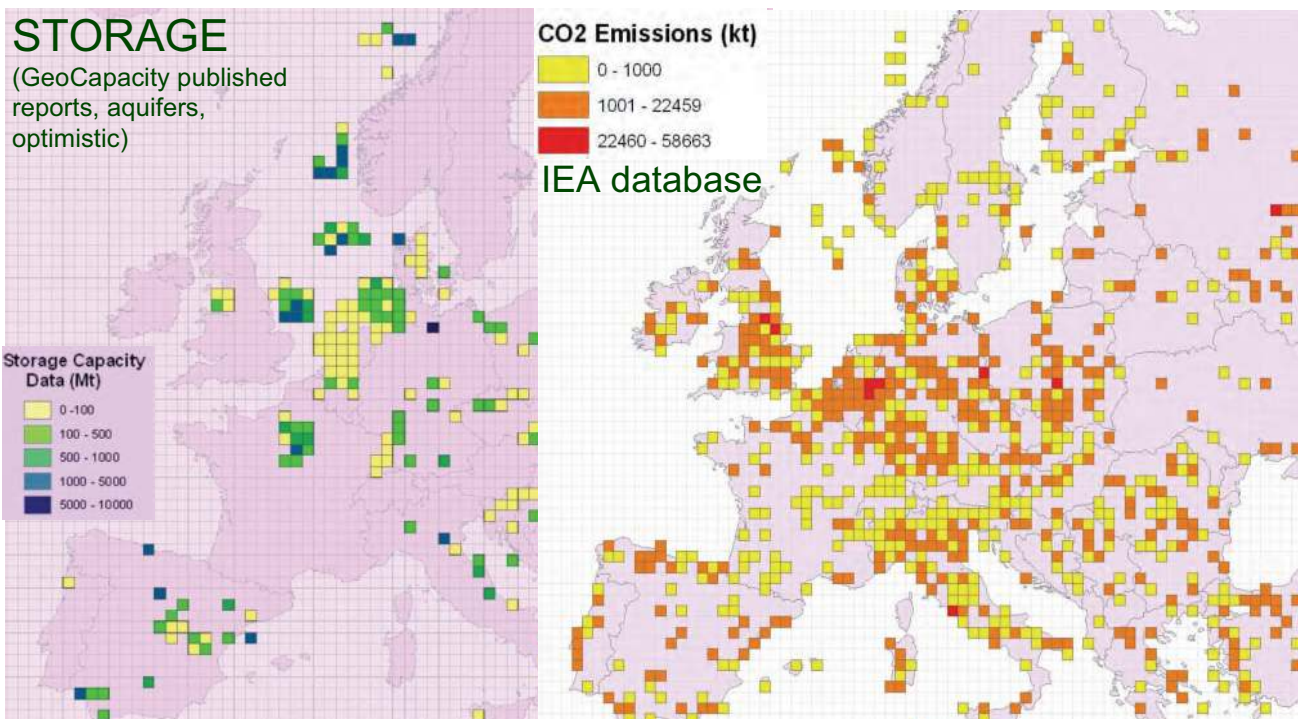 STORAGE
(GeoCapacity published
reports, aquifers,
optimistic)
Storage Capacity
Data (Mt)
0 -100
100 - 500
500 - 1000
1000 - 5000
5000 - 10000
CO2 Emissions (kt)
0 - 1000
1001 - 22459
22460 - 58663
IEA database